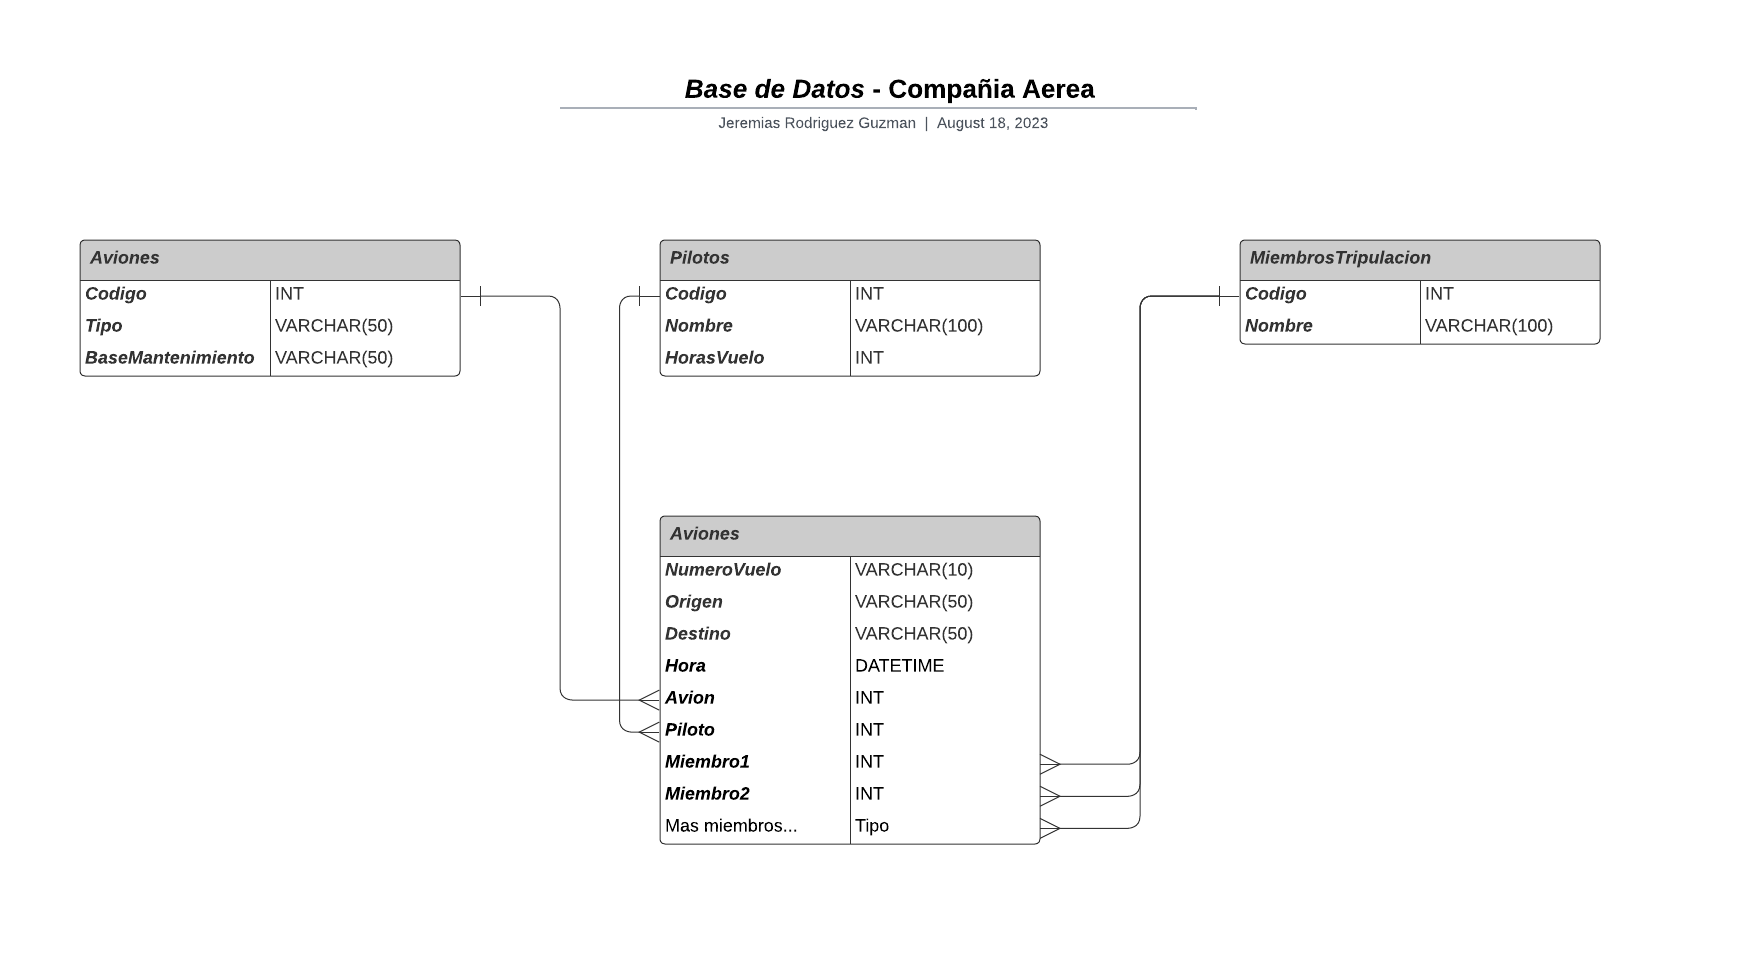 Base de Datos - Compañia Aerea
Jeremias Rodriguez Guzman | August 18, 2023
Aviones
Codigo INT
Tipo VARCHAR(50)
BaseMantenimiento VARCHAR(50)
Pilotos
Codigo INT
Nombre VARCHAR(100)
HorasVuelo INT
MiembrosTripulacion
Codigo INT
Nombre VARCHAR(100)
Aviones
NumeroVuelo VARCHAR(10)
Origen VARCHAR(50)
Destino VARCHAR(50)
Hora DATETIME
Avion INT
Piloto INT
Miembro1 INT
Miembro2 INT
Mas miembros... Tipo